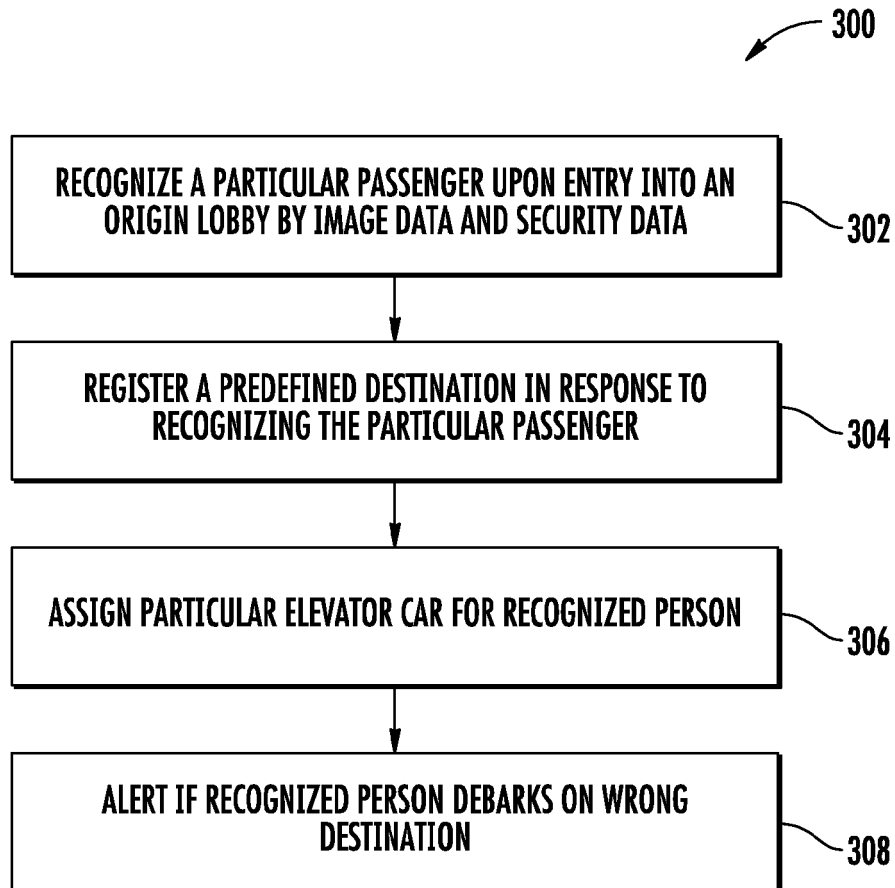 300
RECOGNIZE A PARTICULAR PASSENGER UPON ENTRY INTO AN
ORIGIN LOBBY BY IMAGE DATA AND SECURITY DATA
302
REGISTER A PREDEFINED DESTINATION IN RESPONSE TO
RECOGNIZING THE PARTICULAR PASSENGER
304
ASSIGN PARTICULAR ELEVATOR CAR FOR RECOGNIZED PERSON
306
ALERT IF RECOGNIZED PERSON DEBARKS ON WRONG
DESTINATION
308